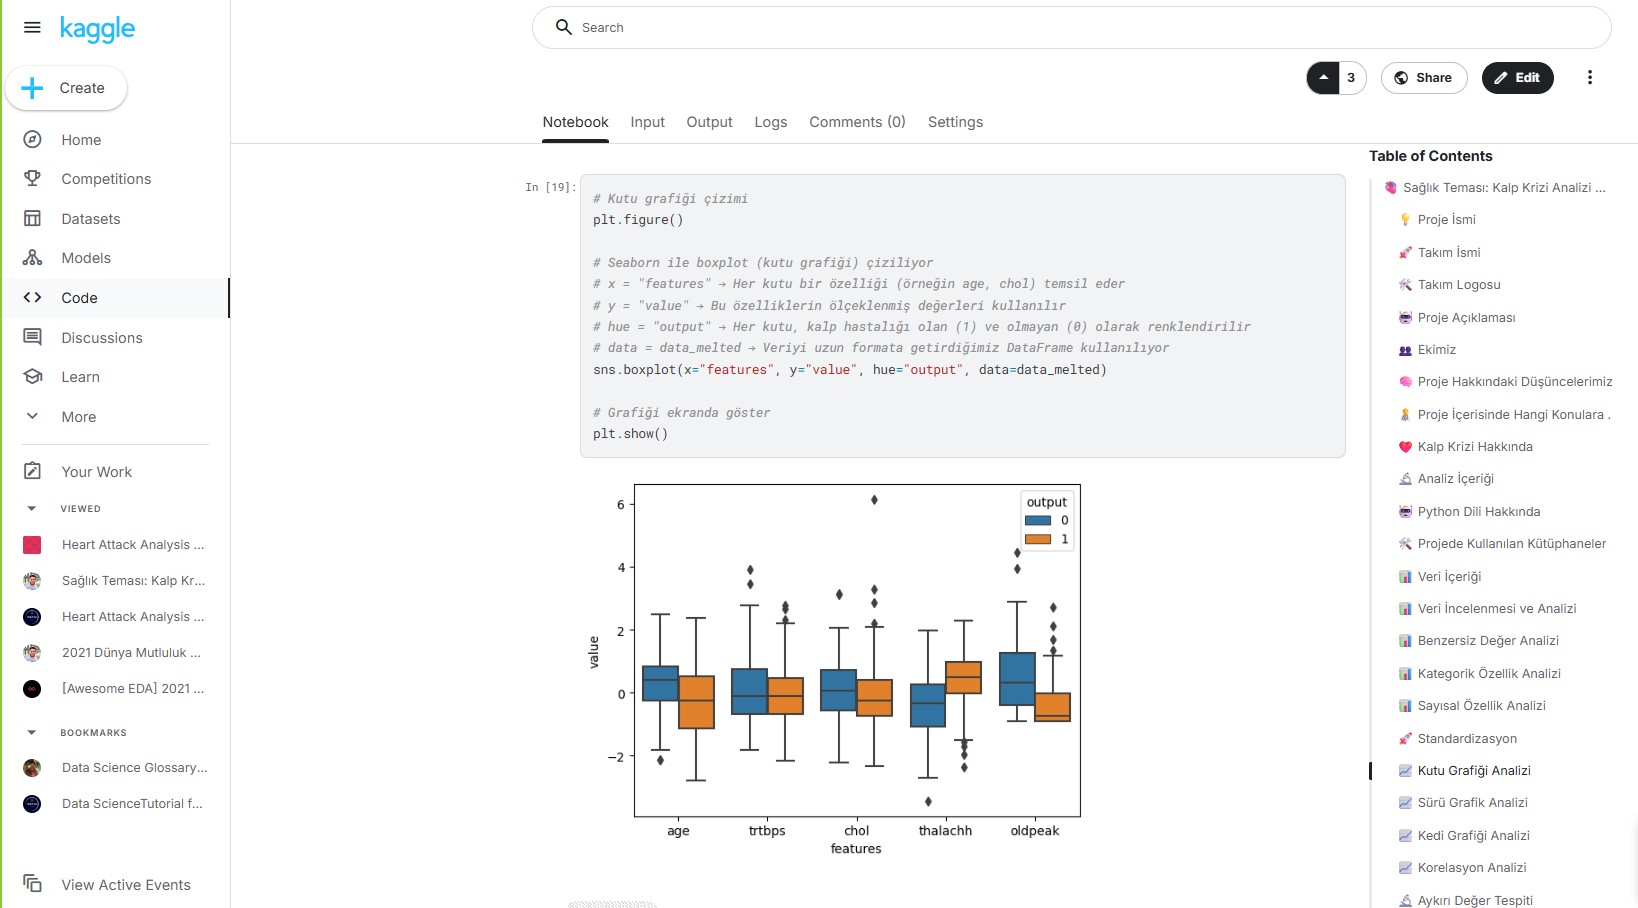 kaggle
Search
Create
3
Share
Edit
Home
Competitions
Datasets
Models
Code
Discussions
Learn
More
Your Work
VIEWED
Heart Attack Analysis ...
Sağlık Teması: Kalp Kr...
Heart Attack Analysis ...
2021 Dünya Mutluluk ...
[Awesome EDA] 2021 ...
BOOKMARKS
Data Science Glossary...
Data ScienceTutorial f...
View Active Events
Notebook Input Output Logs Comments (0) Settings
In [19]:
# Kutu grafiği çizimi
plt.figure()
# Seaborn ile boxplot (kutu grafiği) çiziliyor
# x = "features" → Her kutu bir özelliği (örneğin age, chol) temsil eder
# y = "value" → Bu özelliklerin ölçeklenmiş değerleri kullanılır
# hue = "output" → Her kutu, kalp hastalığı olan (1) ve olmayan (0) olarak renklendirilir
# data = data_melted → Veriyi uzun formata getirdiğimiz DataFrame kullanılıyor
sns.boxplot(x="features", y="value", hue="output", data=data_melted)
# Grafiği ekranda göster
plt.show()
output
0
1
6
4
2
0
−2
value
age trtbps chol thalachh oldpeak
features
Table of Contents
Sağlık Teması: Kalp Krizi Analizi ...
Proje İsmi
Takım İsmi
Takım Logosu
Proje Açıklaması
Ekimiz
Proje Hakkındaki Düşüncelerimiz
Proje İçerisinde Hangi Konulara .
Kalp Krizi Hakkında
Analiz İçeriği
Python Dili Hakkında
Projede Kullanılan Kütüphaneler
Veri İçeriği
Veri İncelenmesi ve Analizi
Benzersiz Değer Analizi
Kategorik Özellik Analizi
Sayısal Özellik Analizi
Standardizasyon
Kutu Grafiği Analizi
Sürü Grafik Analizi
Kedi Grafiği Analizi
Korelasyon Analizi
Aykırı Değer Tespiti